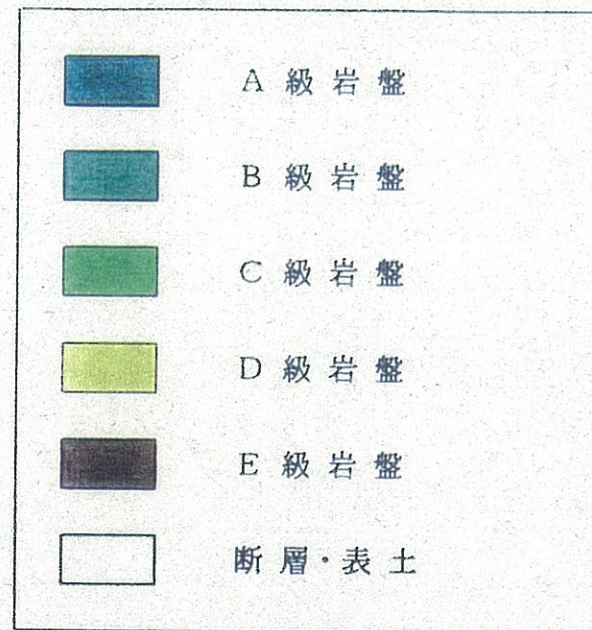 A 級 岩 盤
B 級 岩 盤
C 級 岩 盤
D 級 岩 盤
E 級 岩 盤
断 層・表 土